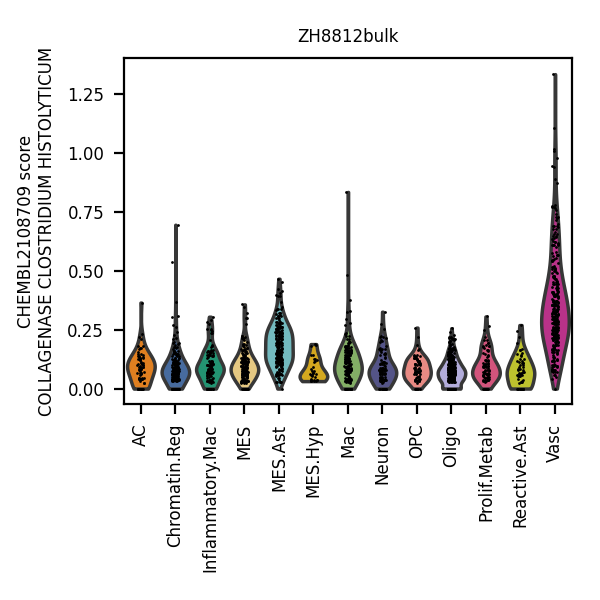 ZH8812bulk
CHEMBL2108709 score
COLLAGENASE CLOSTRIDIUM HISTOLYTICUM
1.25
1.00
0.75
0.50
0.25
0.00
AC
Chromatin.Reg
Inflammatory.Mac
MES
MES.Ast
MES.Hyp
Mac
Neuron
OPC
Oligo
Prolif.Metab
Reactive.Ast
Vasc